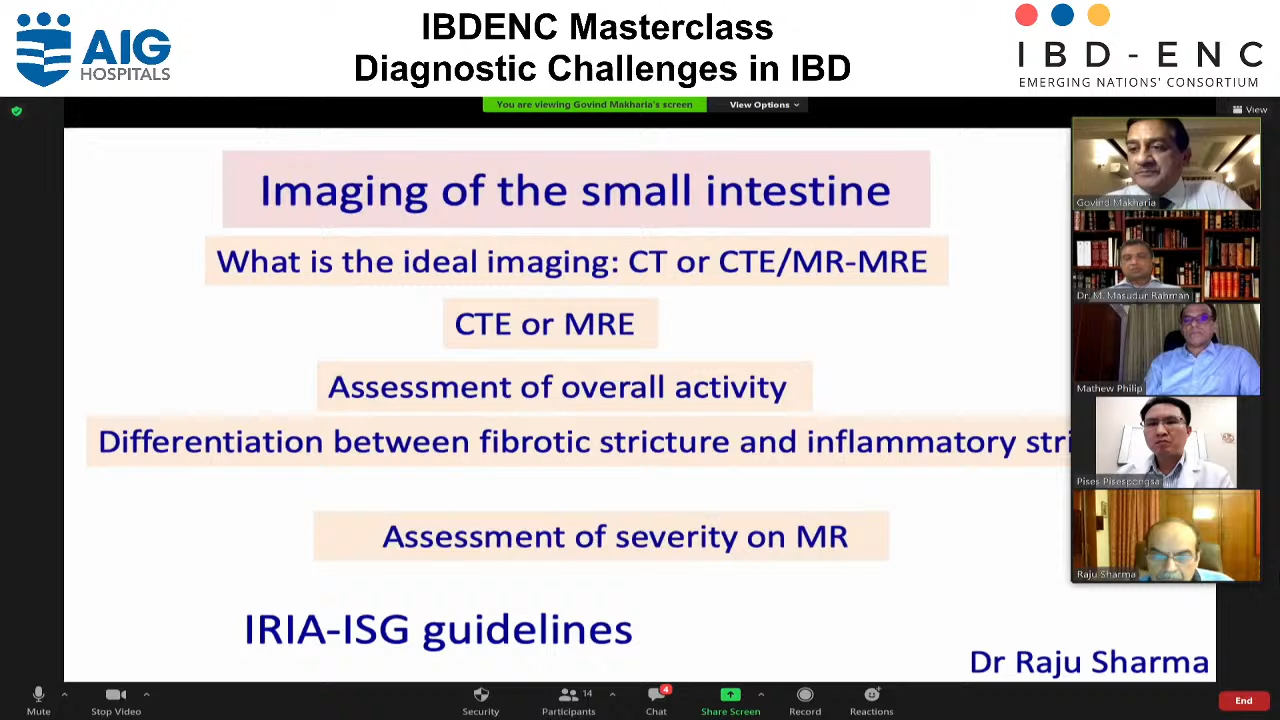 AIG
HOSPITALS
IBDENC Masterclass
Diagnostic Challenges in IBD
IBD-ENC
EMERGING NATIONS' CONSORTIUM
You are viewing Govind Makharia's screen
View Options
View
Imaging of the small intestine
What is the ideal imaging: CT or CTE/MR-MRE
CTE or MRE
Assessment of overall activity
Differentiation between fibrotic stricture and inflammatory stri
Assessment of severity on MR
IRIA-ISG guidelines
Dr Raju Sharma
Govind Makharia
Dr. M. Masudur Rahman
Mathew Philip
Pises Pisespongsa
Raju Sharma
Mute
Stop Video
Security
Participants
14
Chat
4
Share Screen
Record
Reactions
End